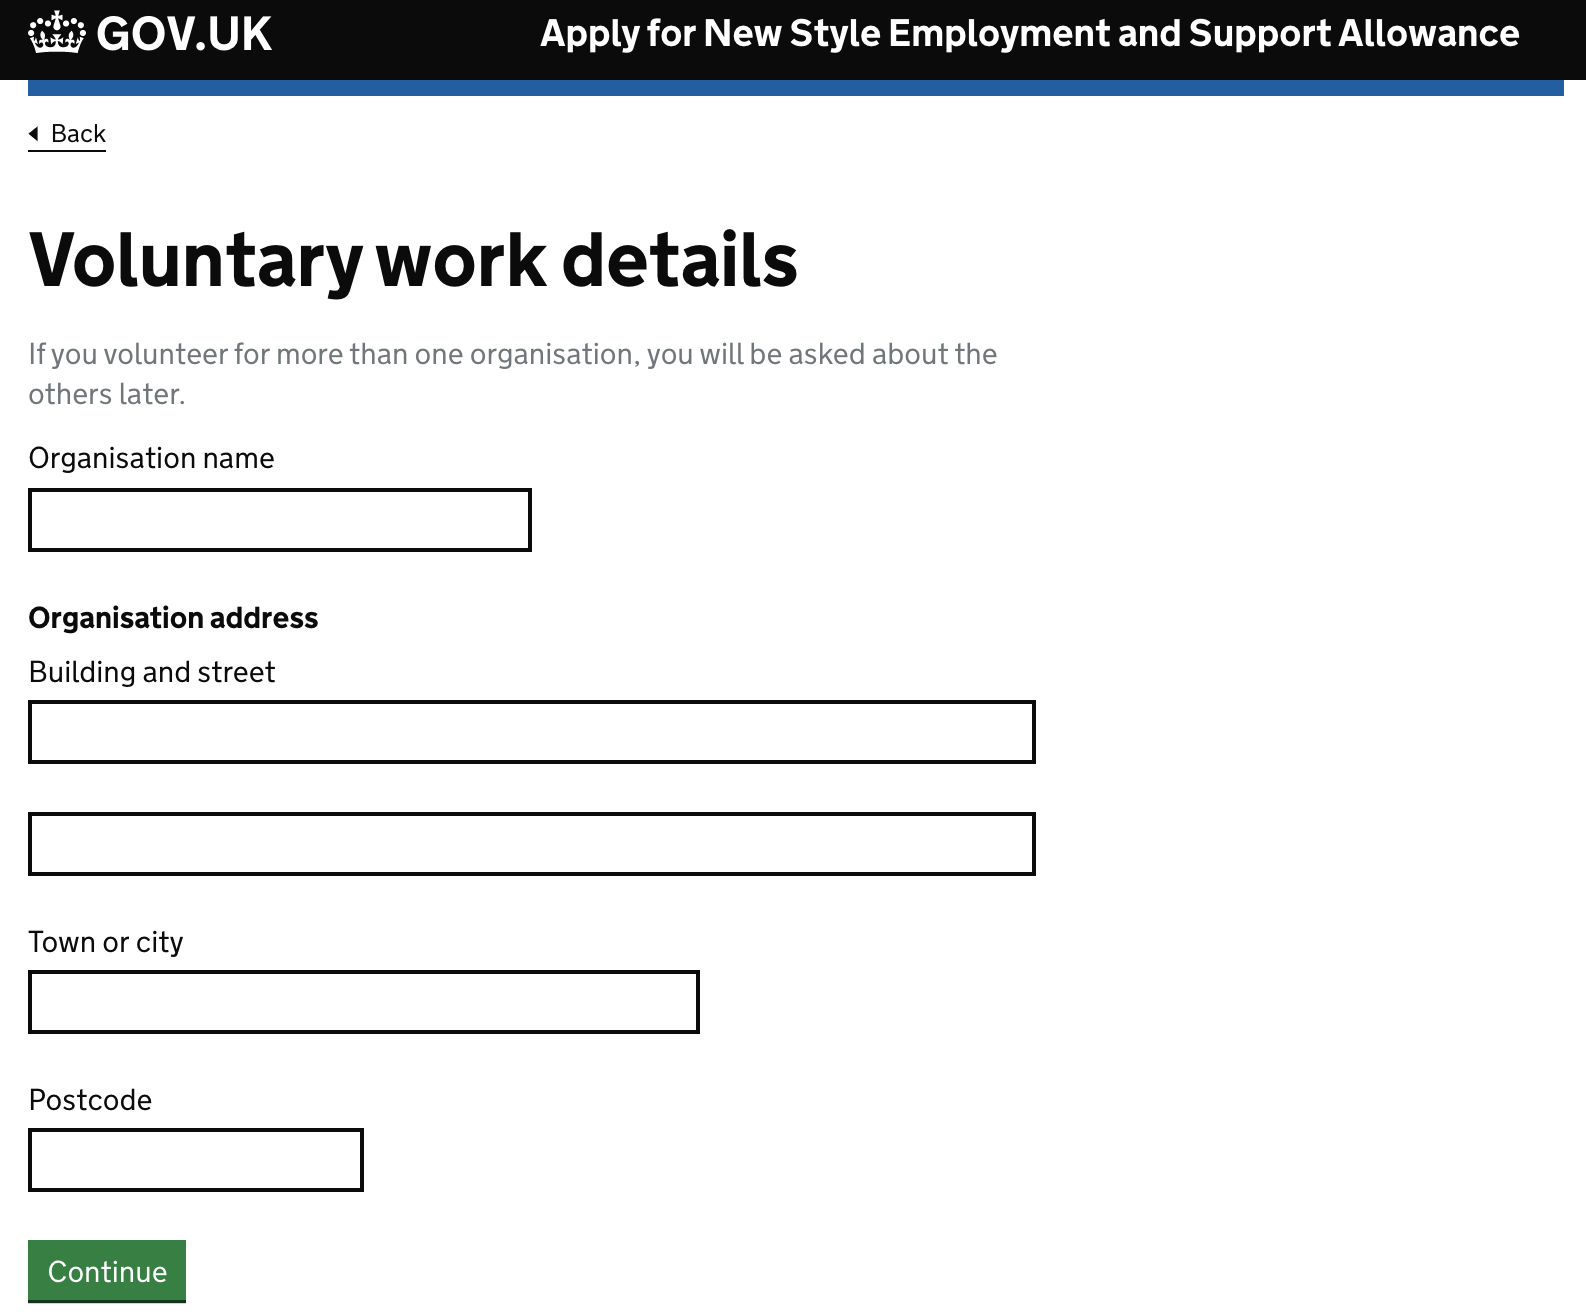 GOV.UK
Apply for New Style Employment and Support Allowance
Back
Voluntary work details
If you volunteer for more than one organisation, you will be asked about the
others later.
Organisation name
Organisation address
Building and street
Town or city
Postcode
Continue